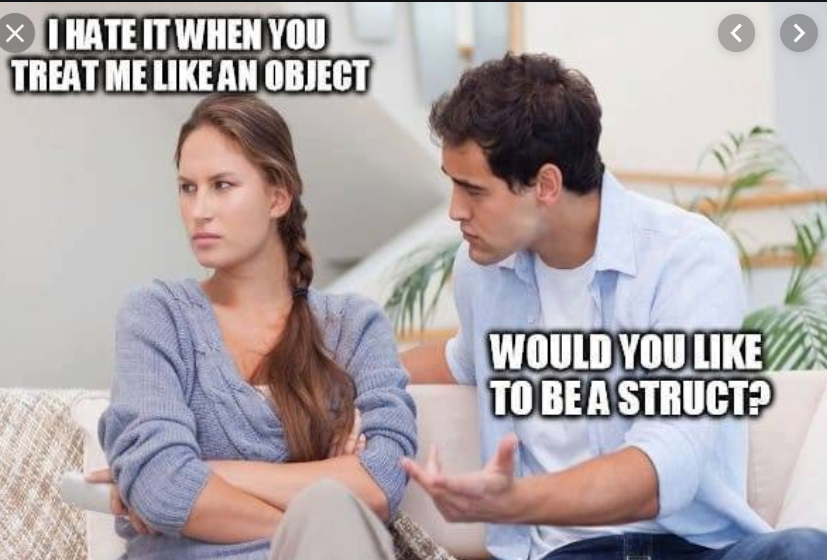 I HATE IT WHEN YOU
TREAT ME LIKE AN OBJECT
WOULD YOU LIKE
TO BE A STRUCT?